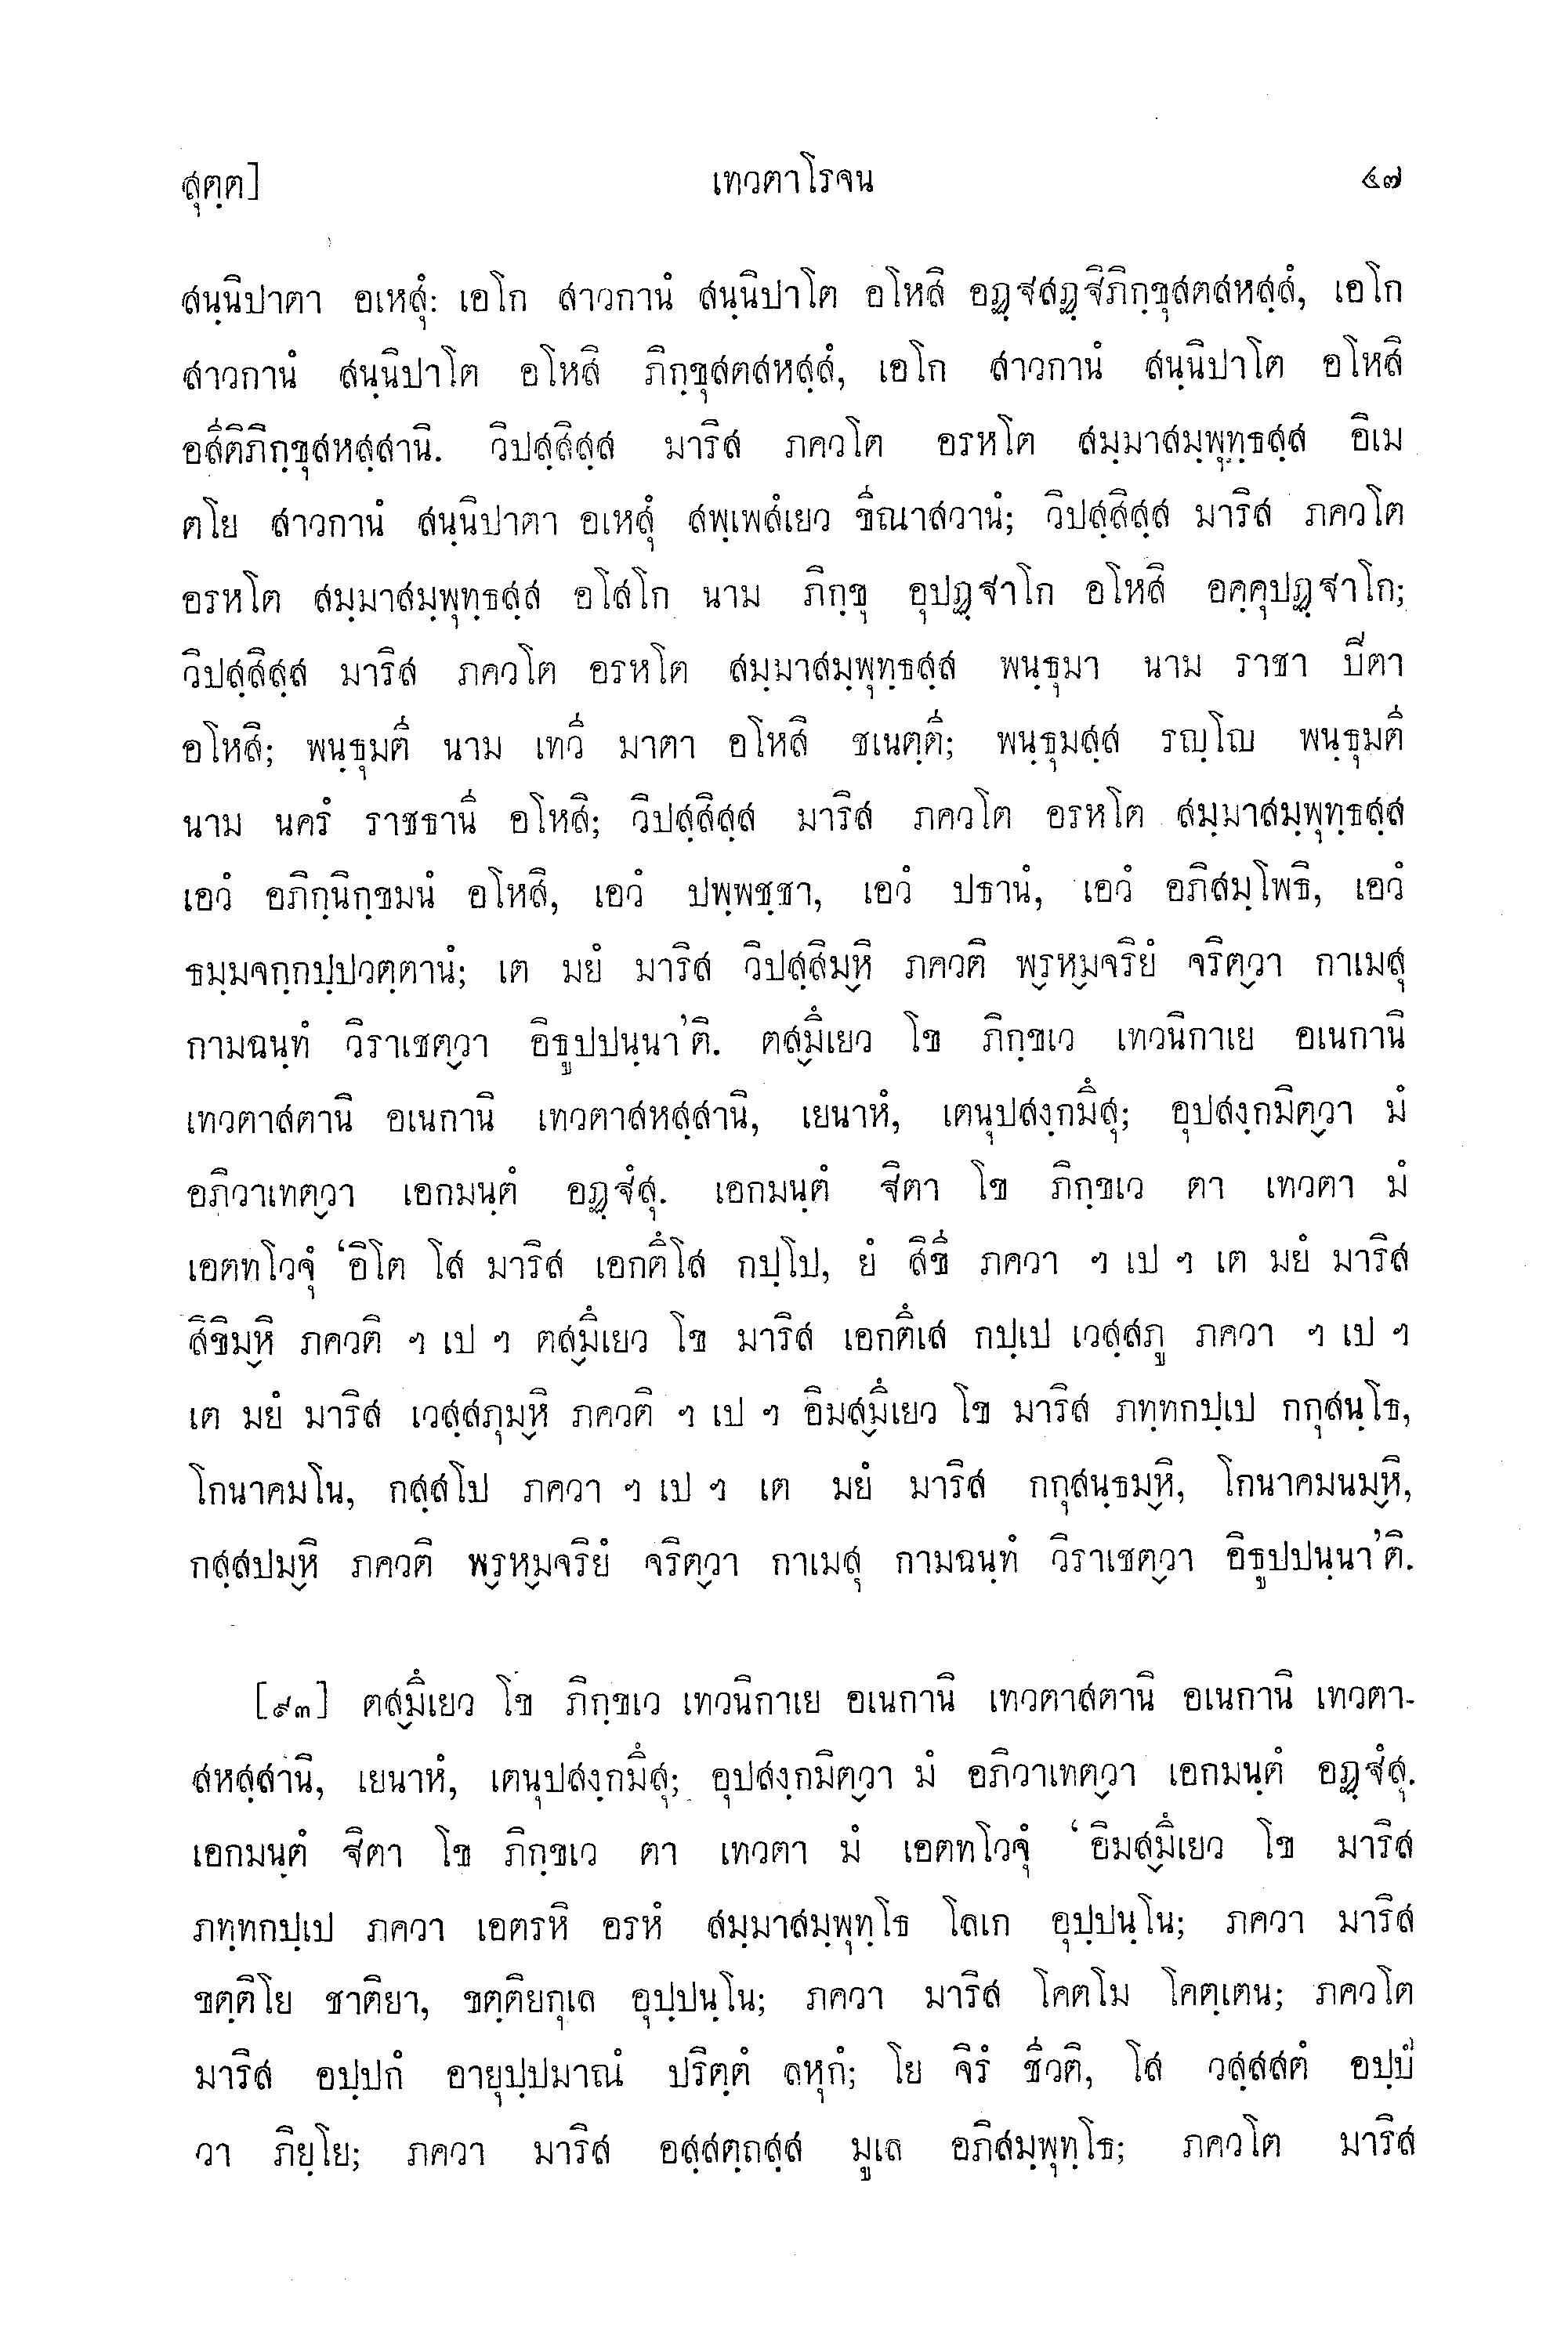 สุตฺต] เทวตาโรจน ๔๗
สนฺนิปาตา อเหสุํ: เอโก สาวกานํ สนฺนิปาโต อโหสิ อฏฺฐสฏฺฐิภิกฺขุสตสหสฺสํ, เอโก
สาวกานํ สนฺนิปาโต อโหสิ ภิกฺขุสตสหสฺสํ, เอโก สาวกานํ สนฺนิปาโต อโหสิ
อสีติภิกฺขุสหสฺสานิ. วิปสฺสิสฺส มาริส ภควโต อรหโต สมฺมาสมฺพุทฺธสฺส อิเม
ตโย สาวกานํ สนฺนิปาตา อเหสุํ สพฺเพสํเยว ขีณาสวานํ; วิปสฺสิสฺส มาริส ภควโต
อรหโต สมฺมาสมฺพุทฺธสฺส อโสโก นาม ภิกฺขุ อุปฏฺฐาโก อโหสิ อคฺคุปฏฺฐาโก;
วิปสฺสิสฺส มาริส ภควโต อรหโต สมฺมาสมฺพุทฺธสฺส พนฺธุมา นาม ราชา ปิตา
อโหสิ; พนฺธุมตี นาม เทวี มาตา อโหสิ ชเนตฺตี; พนฺธุมสฺส รญฺโญ พนฺธุมตี
นาม นครํ ราชธานี อโหสิ; วิปสฺสิสฺส มาริส ภควโต อรหโต สมฺมาสมฺพุทฺธสฺส
เอวํ อภิกฺนิกฺขมนํ อโหสิ, เอวํ ปพฺพชฺชา, เอวํ ปธานํ, เอวํ อภิสมฺโพธิ, เอวํ
ธมฺมจกฺกปฺปวตฺตานํ; เต มยํ มาริส วิปสฺสิมฺหิ ภควติ พฺรหฺมจริยํ จริตฺวา กาเมสุ
กามฉนฺทํ วิราเชตฺวา อิธูปปนฺนา'ติ. ตสฺมึเยว โข ภิกฺขเว เทวนิกาเย อเนกานิ
เทวตาสตานิ อเนกานิ เทวตาสหสฺสานิ, เยนาหํ, เตนุปสงฺกมึสุ; อุปสงฺกมิตฺวา มํ
อภิวาเทตฺวา เอกมนฺตํ อฏฺฐํสุ. เอกมนฺตํ ฐิตา โข ภิกฺขเว ตา เทวตา มํ
เอตทโวจุํ 'อิโต โส มาริส เอกตึโส กปฺโป, ยํ สิขี ภควา ฯ เป ฯ เต มยํ มาริส
สิขิมฺหิ ภควติ ฯ เป ฯ ตสฺมึเยว โข มาริส เอกตึเส กปฺเป เวสฺสภู ภควา ฯ เป ฯ
เต มยํ มาริส เวสฺสภุมฺหิ ภควติ ฯ เป ฯ อิมสฺมึเยว โข มาริส ภทฺทกปฺเป กกุสนฺโธ,
โกนาคมโน, กสฺสโป ภควา ฯ เป ฯ เต มยํ มาริส กกุสนฺธมฺหิ, โกนาคมนมฺหิ,
กสฺสปมฺหิ ภควติ พฺรหฺมจริยํ จริตฺวา กาเมสุ กามฉนฺทํ วิราเชตฺวา อิธูปปนฺนา'ติ.
[๙๓] ตสฺมึเยว โข ภิกฺขเว เทวนิกาเย อเนกานิ เทวตาสตานิ อเนกานิ เทวตา-
สหสฺสานิ, เยนาหํ, เตนุปสงฺกมึสุ; อุปสงฺกมิตฺวา มํ อภิวาเทตฺวา เอกมนฺตํ อฏฺฐํสุ.
เอกมนฺตํ ฐิตา โข ภิกฺขเว ตา เทวตา มํ เอตทโวจุํ 'อิมสฺมึเยว โข มาริส
ภทฺทกปฺเป ภควา เอตรหิ อรหํ สมฺมาสมฺพุทฺโธ โลเก อุปฺปนฺโน; ภควา มาริส
ขตฺติโย ชาติยา, ขตฺติยกุเล อุปฺปนฺโน; ภควา มาริส โคตโม โคตฺเตน; ภควโต
มาริส อปฺปกํ อายุปฺปมาณํ ปริตฺตํ ลหุกํ; โย จิรํ ชีวติ, โส วสฺสสตํ อปฺปํ
วา ภิยฺโย; ภควา มาริส อสฺสตฺถสฺส มูเล อภิสมฺพุทฺโธ; ภควโต มาริส